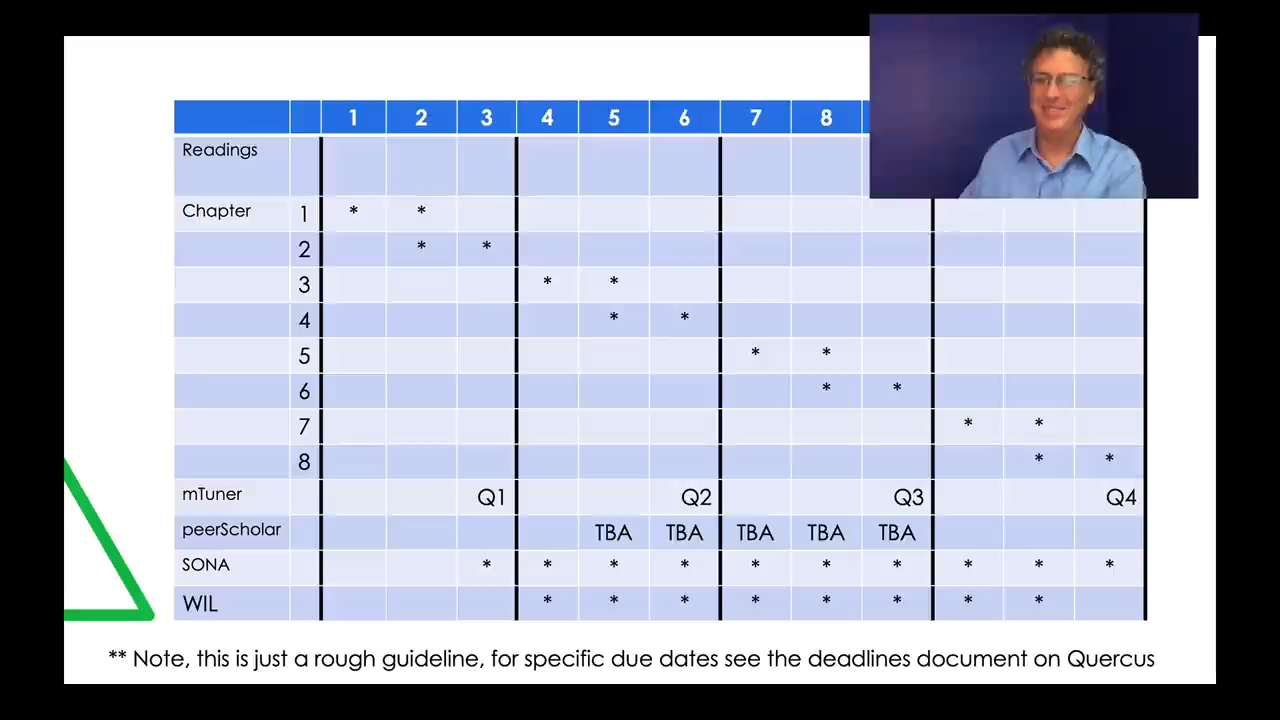 1 2 3 4 5 6 7 8
Readings
Chapter 1 * *
2 * *
3 * *
4 * *
5 * *
6 * *
7 * *
8 * *
mTuner Q1 Q2 Q3 Q4
peerScholar TBA TBA TBA TBA TBA
SONA * * * * * * * * * *
WIL * * * * * * * *
** Note, this is just a rough guideline, for specific due dates see the deadlines document on Quercus